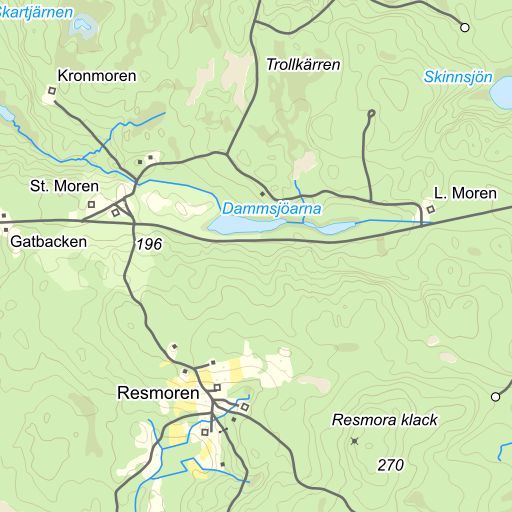 Skartjärnen
Trollkärren
Kronmoren
Skinnsjön
St. Moren
L. Moren
Dammsjöarna
Gatbacken
196
Resmoren
Resmora klack
270